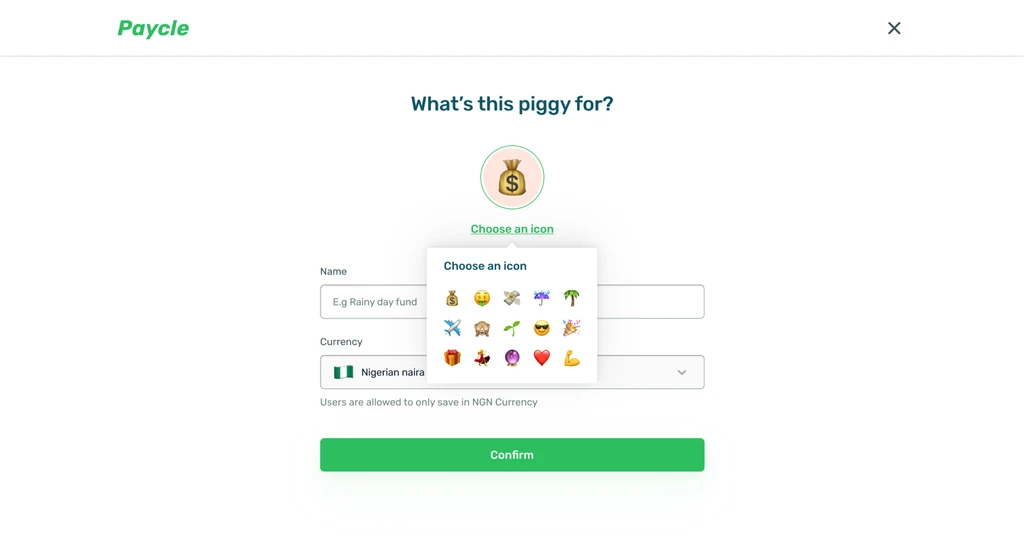 Paycle
What's this piggy for?
Choose an icon
Choose an icon
Name
E.g Rainy day fund
Currency
Nigerian naira
Users are allowed to only save in NGN Currency
Confirm